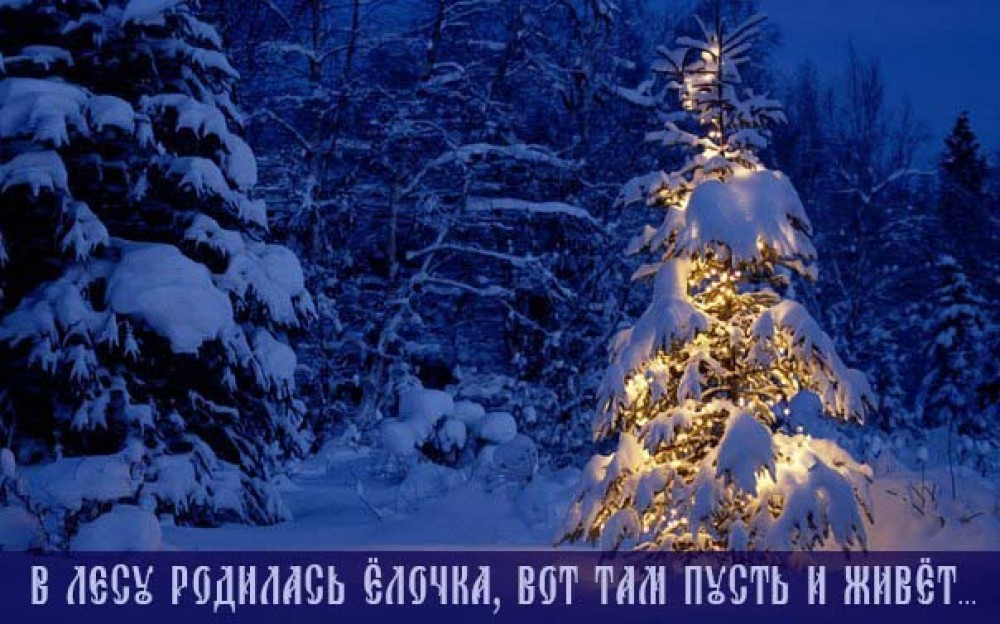 В ЛЕСУ РОДИЛАСЬ ЁЛОЧКА, ВОТ ТАМ ПУСТЬ И ЖИВЁТ...